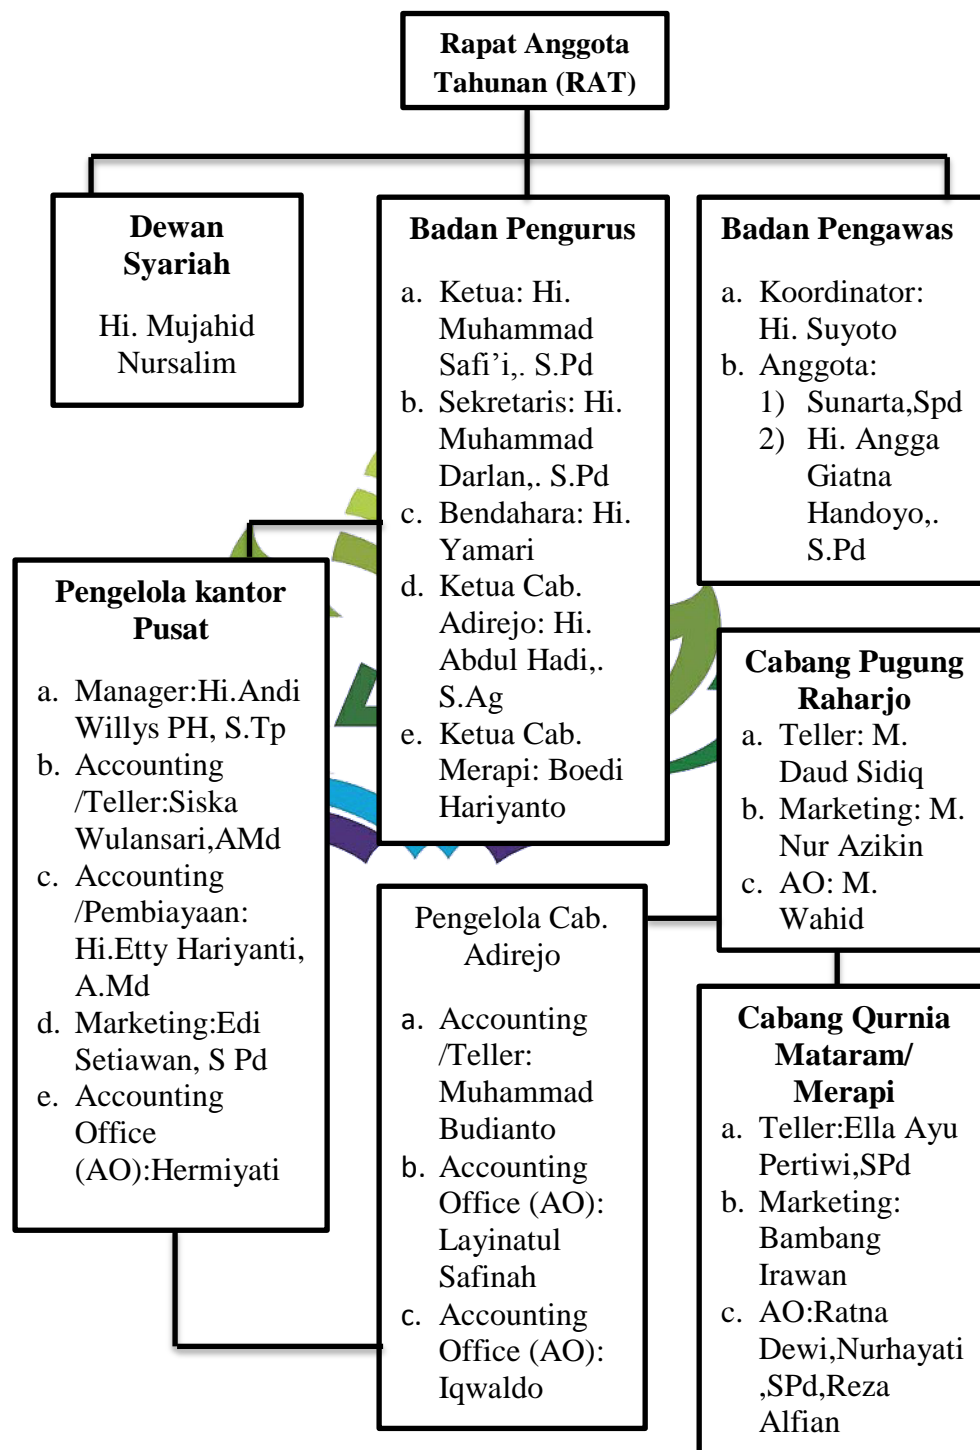 Rapat Anggota
Tahunan (RAT)
Dewan
Syariah
Hi. Mujahid
Nursalim
Badan Pengurus
a. Ketua: Hi.
Muhammad
Safi’i,. S.Pd
b. Sekretaris: Hi.
Muhammad
Darlan,. S.Pd
c. Bendahara: Hi.
Yamari
d. Ketua Cab.
Adirejo: Hi.
Abdul Hadi,.
S.Ag
e. Ketua Cab.
Merapi: Boedi
Hariyanto
Badan Pengawas
a. Koordinator:
Hi. Suyoto
b. Anggota:
1) Sunarta,Spd
2) Hi. Angga
Giatna
Handoyo,.
S.Pd
Pengelola kantor
Pusat
a. Manager:Hi.Andi
Willys PH, S.Tp
b. Accounting
/Teller:Siska
Wulansari,AMd
c. Accounting
/Pembiayaan:
Hi.Etty Hariyanti,
A.Md
d. Marketing:Edi
Setiawan, S Pd
e. Accounting
Office
(AO):Hermiyati
Pengelola Cab.
Adirejo
a. Accounting
/Teller:
Muhammad
Budianto
b. Accounting
Office (AO):
Layinatul
Safinah
c. Accounting
Office (AO):
Iqwaldo
Cabang Pugung
Raharjo
a. Teller: M.
Daud Sidiq
b. Marketing: M.
Nur Azikin
c. AO: M.
Wahid
Cabang Qurnia
Mataram/
Merapi
a. Teller:Ella Ayu
Pertiwi,SPd
b. Marketing:
Bambang
Irawan
c. AO:Ratna
Dewi,Nurhayati
,SPd,Reza
Alfian